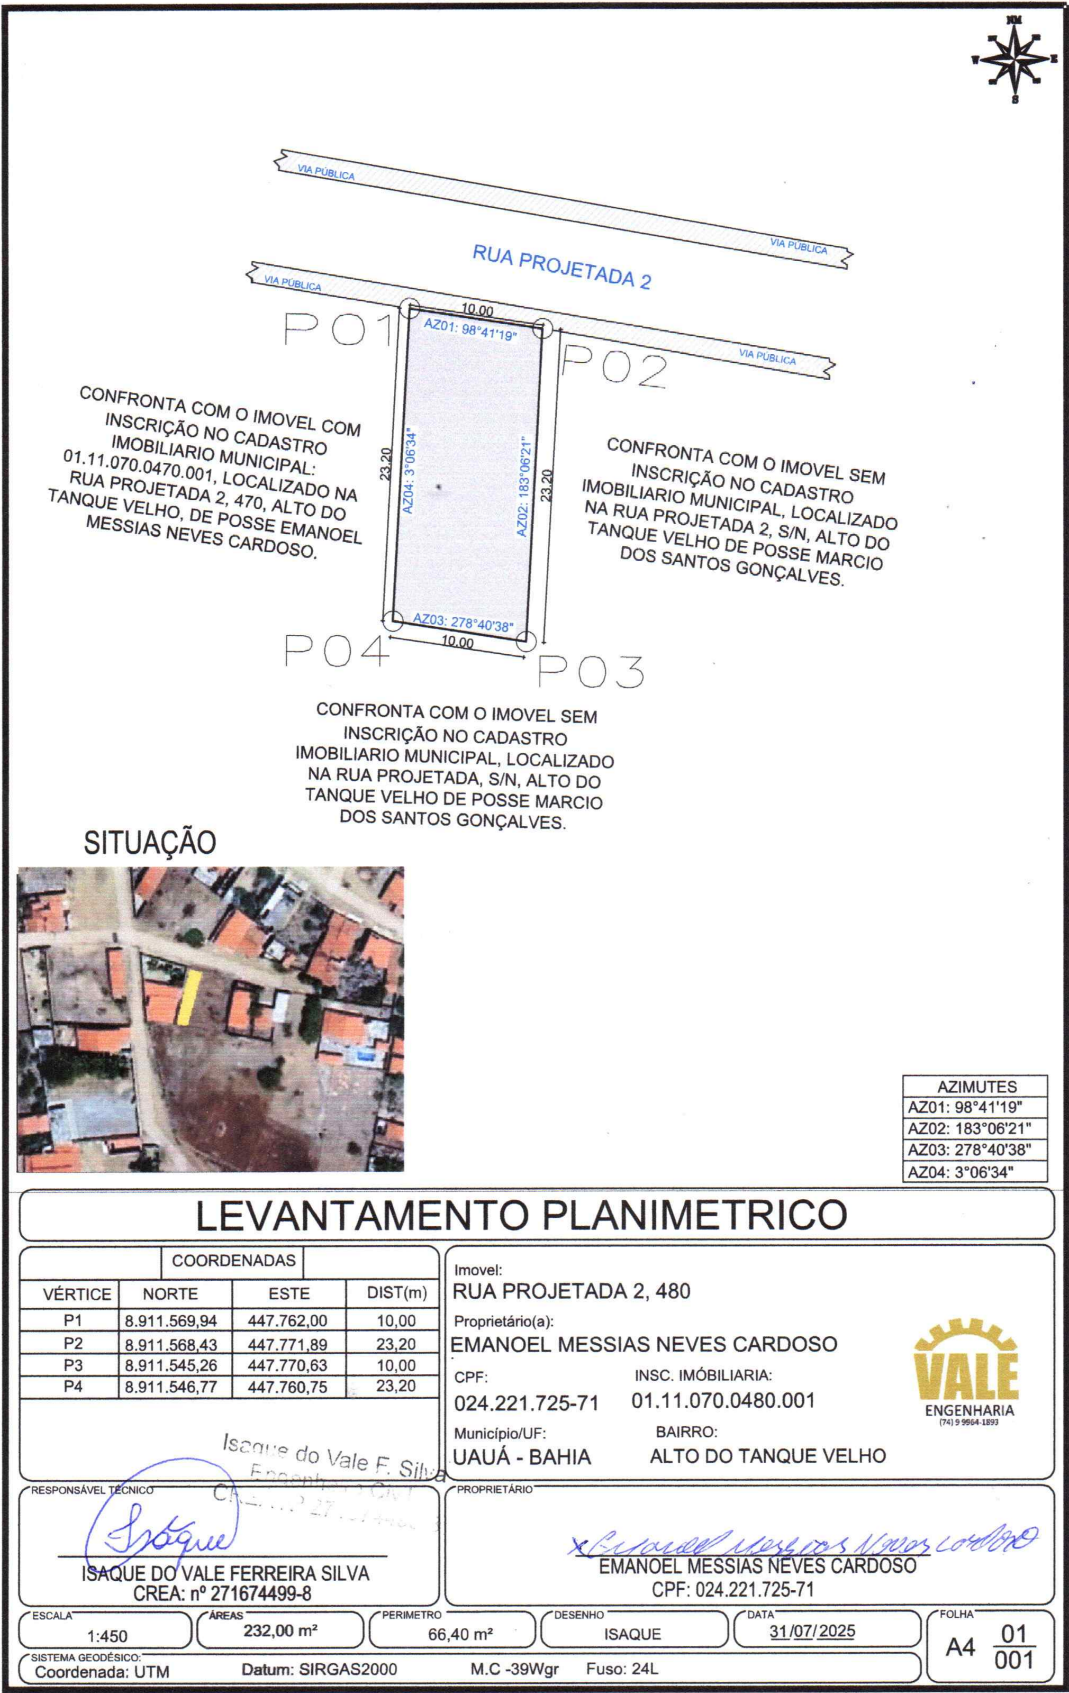 NM
W
E
S
VIA PÚBLICA
VIA PÚBLICA
RUA PROJETADA 2
VIA PÚBLICA
10.00
P01
AZ01: 98°41'19"
P02
VIA PÚBLICA
CONFRONTA COM O IMOVEL COM
INSCRIÇÃO NO CADASTRO
IMOBILIARIO MUNICIPAL:
01.11.070.0470.001, LOCALIZADO NA
RUA PROJETADA 2, 470, ALTO DO
TANQUE VELHO, DE POSSE EMANOEL
MESSIAS NEVES CARDOSO.
23.20
AZ04: 3°06'34"
AZ02: 183°06'21"
23.20
CONFRONTA COM O IMOVEL SEM
INSCRIÇÃO NO CADASTRO
IMOBILIARIO MUNICIPAL, LOCALIZADO
NA RUA PROJETADA 2, S/N, ALTO DO
TANQUE VELHO DE POSSE MARCIO
DOS SANTOS GONÇALVES.
AZ03: 278°40'38"
10.00
P04
P03
CONFRONTA COM O IMOVEL SEM
INSCRIÇÃO NO CADASTRO
IMOBILIARIO MUNICIPAL, LOCALIZADO
NA RUA PROJETADA, S/N, ALTO DO
TANQUE VELHO DE POSSE MARCIO
DOS SANTOS GONÇALVES.
SITUAÇÃO
AZIMUTES
AZ01: 98°41'19"
AZ02: 183°06'21"
AZ03: 278°40'38"
AZ04: 3°06'34"
LEVANTAMENTO PLANIMETRICO
COORDENADAS
VÉRTICE NORTE ESTE DIST(m)
P1 8.911.569,94 447.762,00 10,00
P2 8.911.568,43 447.771,89 23,20
P3 8.911.545,26 447.770,63 10,00
P4 8.911.546,77 447.760,75 23,20
Imovel:
RUA PROJETADA 2, 480
Proprietário(a):
EMANOEL MESSIAS NEVES CARDOSO
CPF: INSC. IMÓBILIARIA:
024.221.725-71 01.11.070.0480.001
Município/UF: BAIRRO:
UAUÁ - BAHIA ALTO DO TANQUE VELHO
VALE
ENGENHARIA
(74) 9 9964-1893
Isaque do Vale F. Silva
RESPONSÁVEL TÉCNICO
Isaque
ISAQUE DO VALE FERREIRA SILVA
CREA: nº 271674499-8
PROPRIETÁRIO
x Emanoel Messias Neves Cardoso
EMANOEL MESSIAS NEVES CARDOSO
CPF: 024.221.725-71
ESCALA
1:450
ÁREAS
232,00 m²
PERIMETRO
66,40 m²
DESENHO
ISAQUE
DATA
31/07/2025
FOLHA
A4 01
001
SISTEMA GEODÉSICO:
Coordenada: UTM Datum: SIRGAS2000 M.C -39Wgr Fuso: 24L